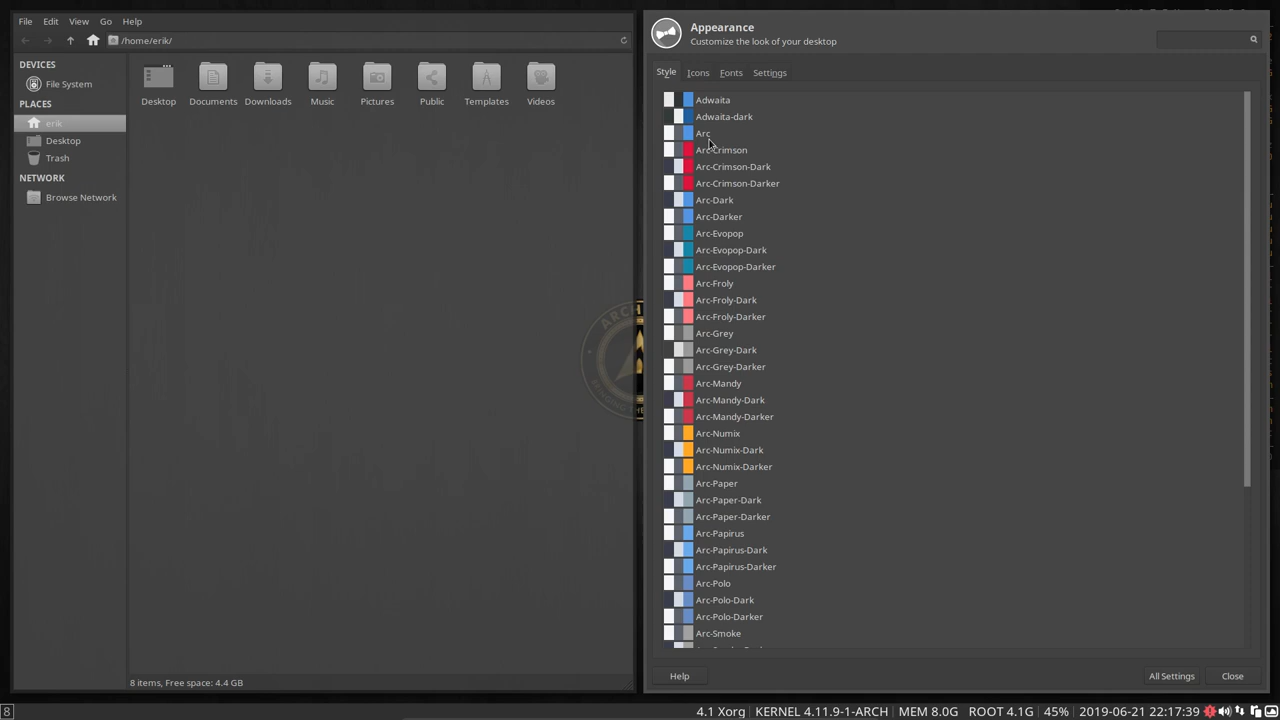 File Edit View Go Help
/home/erik/
DEVICES
File System
PLACES
erik
Desktop
Trash
NETWORK
Browse Network
Desktop Documents Downloads Music Pictures Public Templates Videos
ARCH
8 items, Free space: 4.4 GB
Appearance
Customize the look of your desktop
Style Icons Fonts Settings
Adwaita
Adwaita-dark
Arc
Arc-Crimson
Arc-Crimson-Dark
Arc-Crimson-Darker
Arc-Dark
Arc-Darker
Arc-Evopop
Arc-Evopop-Dark
Arc-Evopop-Darker
Arc-Froly
Arc-Froly-Dark
Arc-Froly-Darker
Arc-Grey
Arc-Grey-Dark
Arc-Grey-Darker
Arc-Mandy
Arc-Mandy-Dark
Arc-Mandy-Darker
Arc-Numix
Arc-Numix-Dark
Arc-Numix-Darker
Arc-Paper
Arc-Paper-Dark
Arc-Paper-Darker
Arc-Papirus
Arc-Papirus-Dark
Arc-Papirus-Darker
Arc-Polo
Arc-Polo-Dark
Arc-Polo-Darker
Arc-Smoke
Help All Settings Close
8 4.1 Xorg KERNEL 4.11.9-1-ARCH MEM 8.0G ROOT 4.1G 45% 2019-06-21 22:17:39